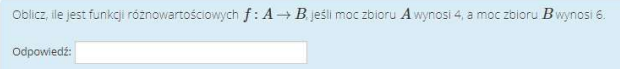 Oblicz, ile jest funkcji różnowartościowych f : A → B, jeśli moc zbioru A wynosi 4, a moc zbioru B wynosi 6.
Odpowiedź: